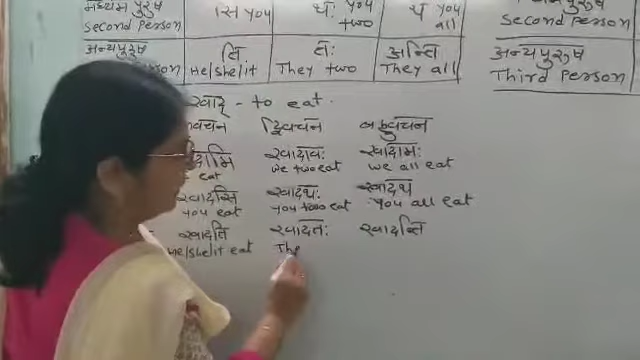 मध्यम पुरुष सि you थः you two थ you all
second person second person
अन्यपुरुष ति तः अन्ति अन्यपुरुष
He/she/it They two They all Third person
खाद् - to eat.
वचन द्विवचन बहुवचन
दामि खादावः खादामः
eat we two eat we all eat
खादसि खादथः खादथ
you eat you two eat you all eat
खादति खादतः खादन्ति
He/she/it eat The